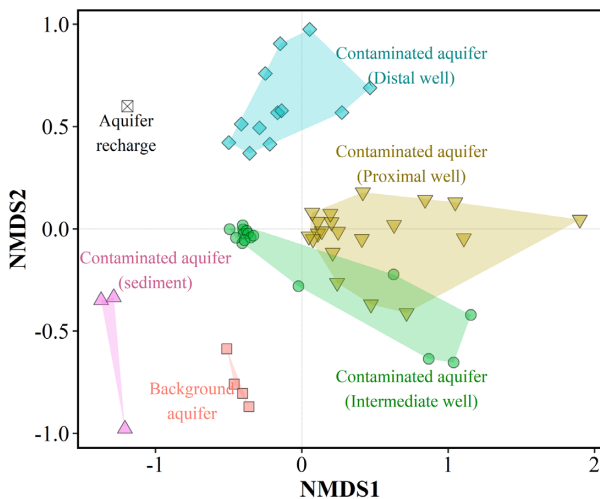 1.0
Contaminated aquifer
(Distal well)
Aquifer
recharge
0.5
Contaminated aquifer
(Proximal well)
NMDS2
0.0
Contaminated aquifer
(sediment)
-0.5
Background
aquifer
Contaminated aquifer
(Intermediate well)
-1.0
-1
0
1
2
NMDS1